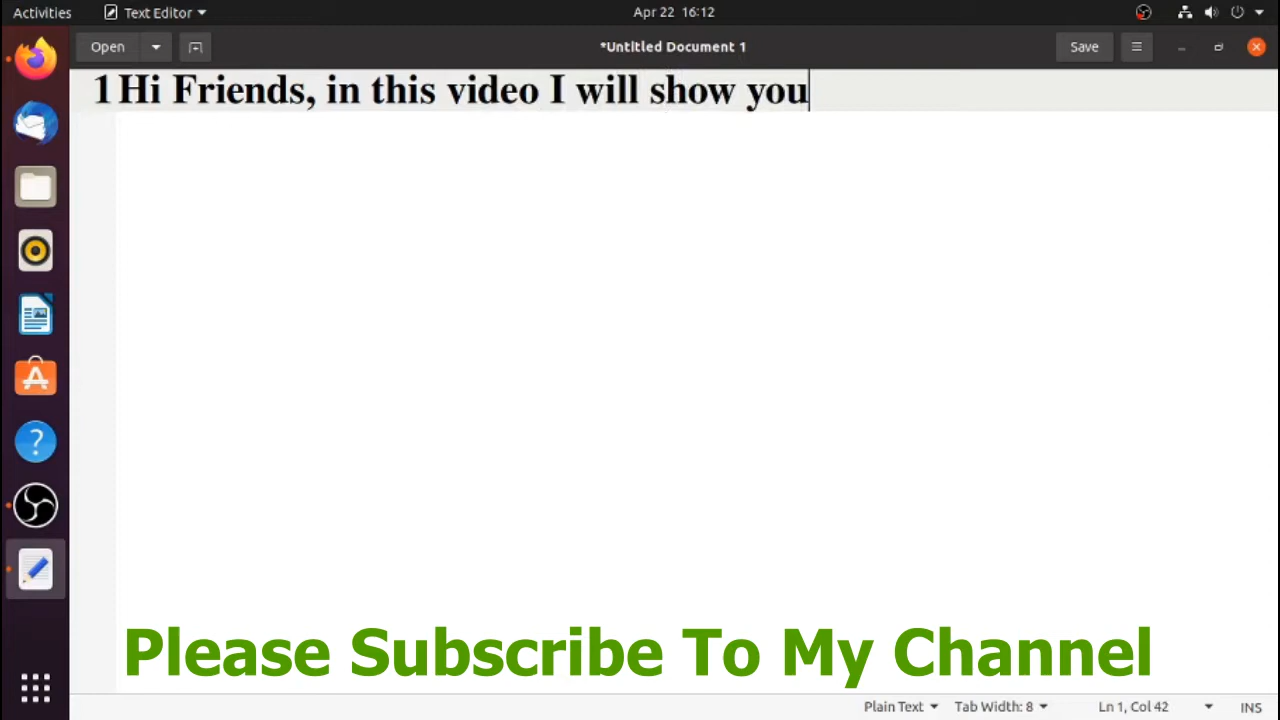 Activities Text Editor Apr 22 16:12
Open *Untitled Document 1 Save
1 Hi Friends, in this video I will show you
Please Subscribe To My Channel
Plain Text Tab Width: 8 Ln 1, Col 42 INS